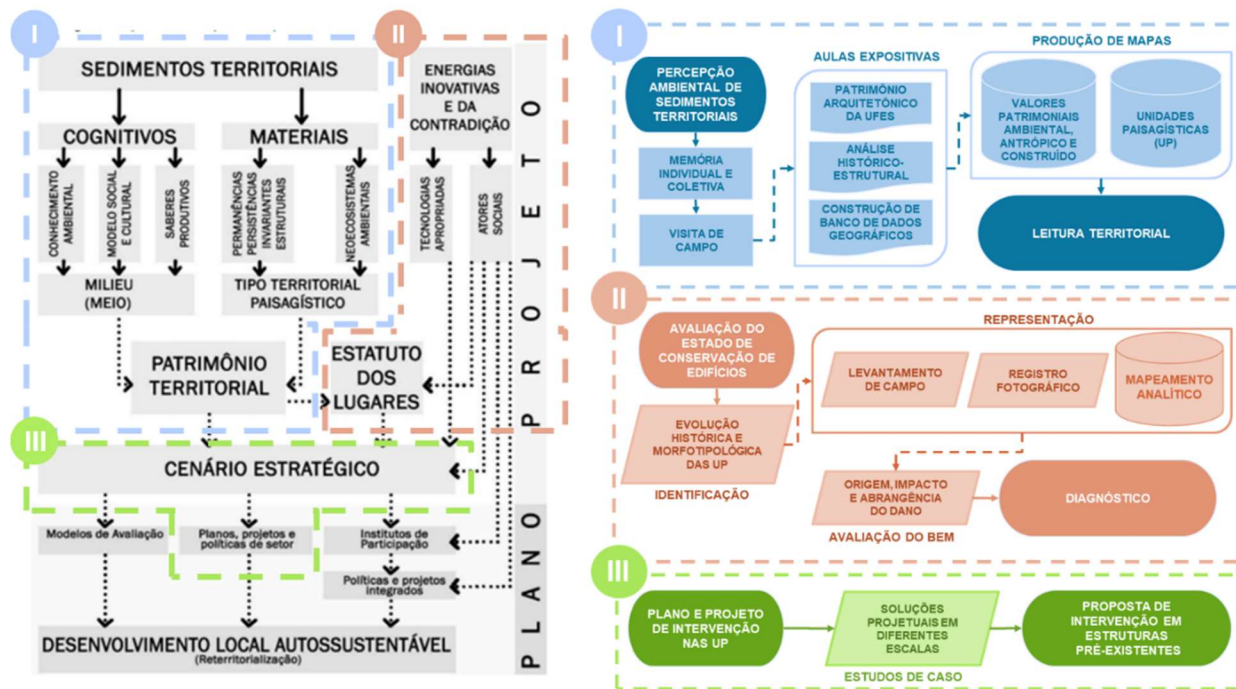 I
SEDIMENTOS TERRITORIAIS
COGNITIVOS
MATERIAIS
CONHECIMENTO
AMBIENTAL
MODELO SOCIAL
E CULTURAL
SABERES
PRODUTIVOS
PERMANÊNCIAS
PERSISTÊNCIAS
INVARIANTES
ESTRUTURAIS
NEOECOSISTEMAS
AMBIENTAIS
MILIEU
(MEIO)
TIPO TERRITORIAL
PAISAGÍSTICO
PATRIMÔNIO
TERRITORIAL
II
ENERGIAS
INOVATIVAS E DA
CONTRADIÇÃO
TECNOLOGIAS
APROPRIADAS
ATORES
SOCIAIS
ESTATUTO
DOS
LUGARES
PROJETO
III
CENÁRIO ESTRATÉGICO
Modelos de Avaliação
Planos, projetos e
políticas de setor
Institutos de
Participação
Políticas e projetos
integrados
DESENVOLVIMENTO LOCAL AUTOSSUSTENTÁVEL
(Reterritorialização)
PLANO
I
PERCEPÇÃO
AMBIENTAL DE
SEDIMENTOS
TERRITORIAIS
MEMÓRIA
INDIVIDUAL E
COLETIVA
VISITA DE
CAMPO
AULAS EXPOSITIVAS
PATRIMÔNIO
ARQUITETÔNICO
DA UFES
ANÁLISE
HISTÓRICO-
ESTRUTURAL
CONSTRUÇÃO DE
BANCO DE DADOS
GEOGRÁFICOS
PRODUÇÃO DE MAPAS
VALORES
PATRIMONIAIS
AMBIENTAL,
ANTRÓPICO E
CONSTRUÍDO
UNIDADES
PAISAGÍSTICAS
(UP)
LEITURA TERRITORIAL
II
AVALIAÇÃO DO
ESTADO DE
CONSERVAÇÃO DE
EDIFÍCIOS
EVOLUÇÃO
HISTÓRICA E
MORFOTIPOLÓGICA
DAS UP
IDENTIFICAÇÃO
REPRESENTAÇÃO
LEVANTAMENTO
DE CAMPO
REGISTRO
FOTOGRÁFICO
MAPEAMENTO
ANALÍTICO
ORIGEM, IMPACTO
E ABRANGÊNCIA
DO DANO
AVALIAÇÃO DO BEM
DIAGNÓSTICO
III
PLANO E PROJETO
DE INTERVENÇÃO
NAS UP
SOLUÇÕES
PROJETUAIS EM
DIFERENTES
ESCALAS
ESTUDOS DE CASO
PROPOSTA DE
INTERVENÇÃO EM
ESTRUTURAS
PRÉ-EXISTENTES